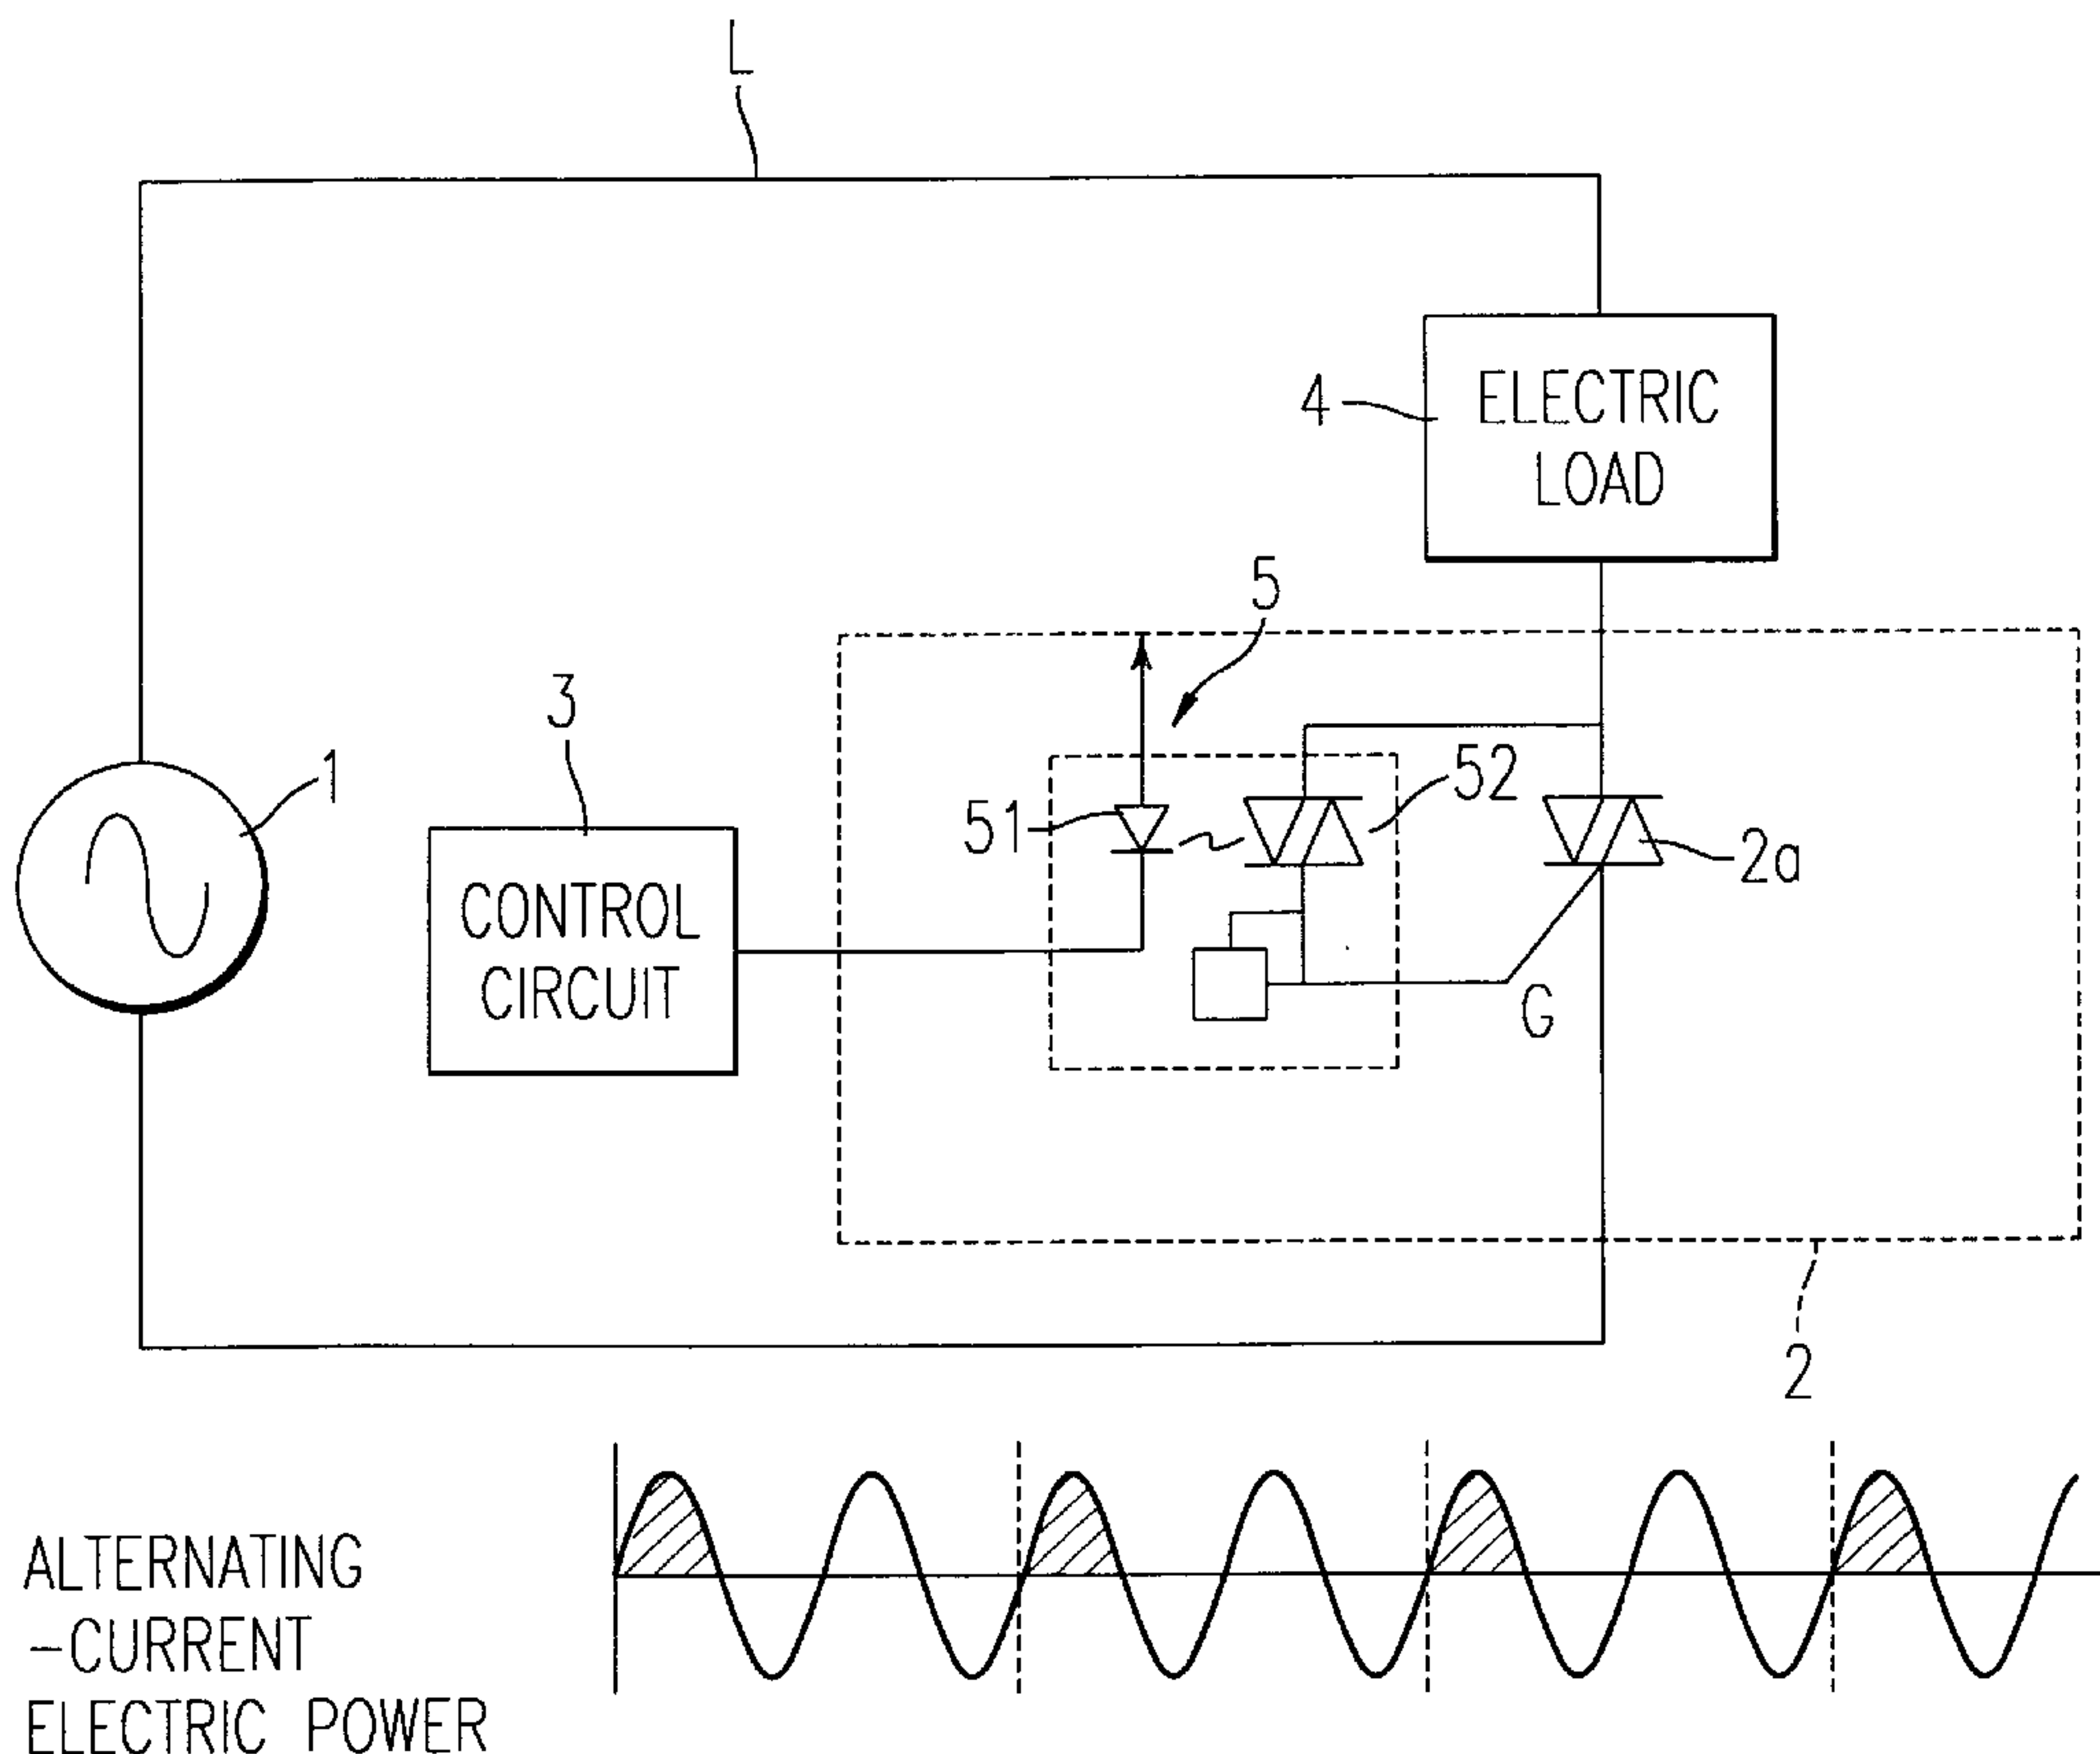 L
4
ELECTRIC
LOAD
5
3
1
51
52
2a
CONTROL
CIRCUIT
G
2
ALTERNATING
-CURRENT
ELECTRIC POWER